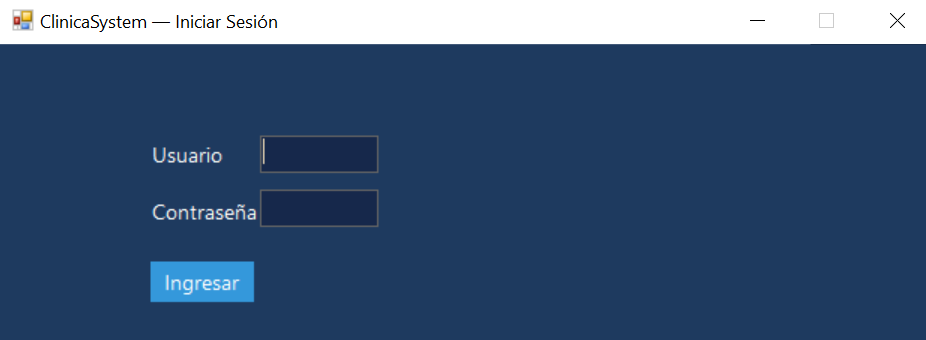 ClinicaSystem — Iniciar Sesión
Usuario
Contraseña
Ingresar